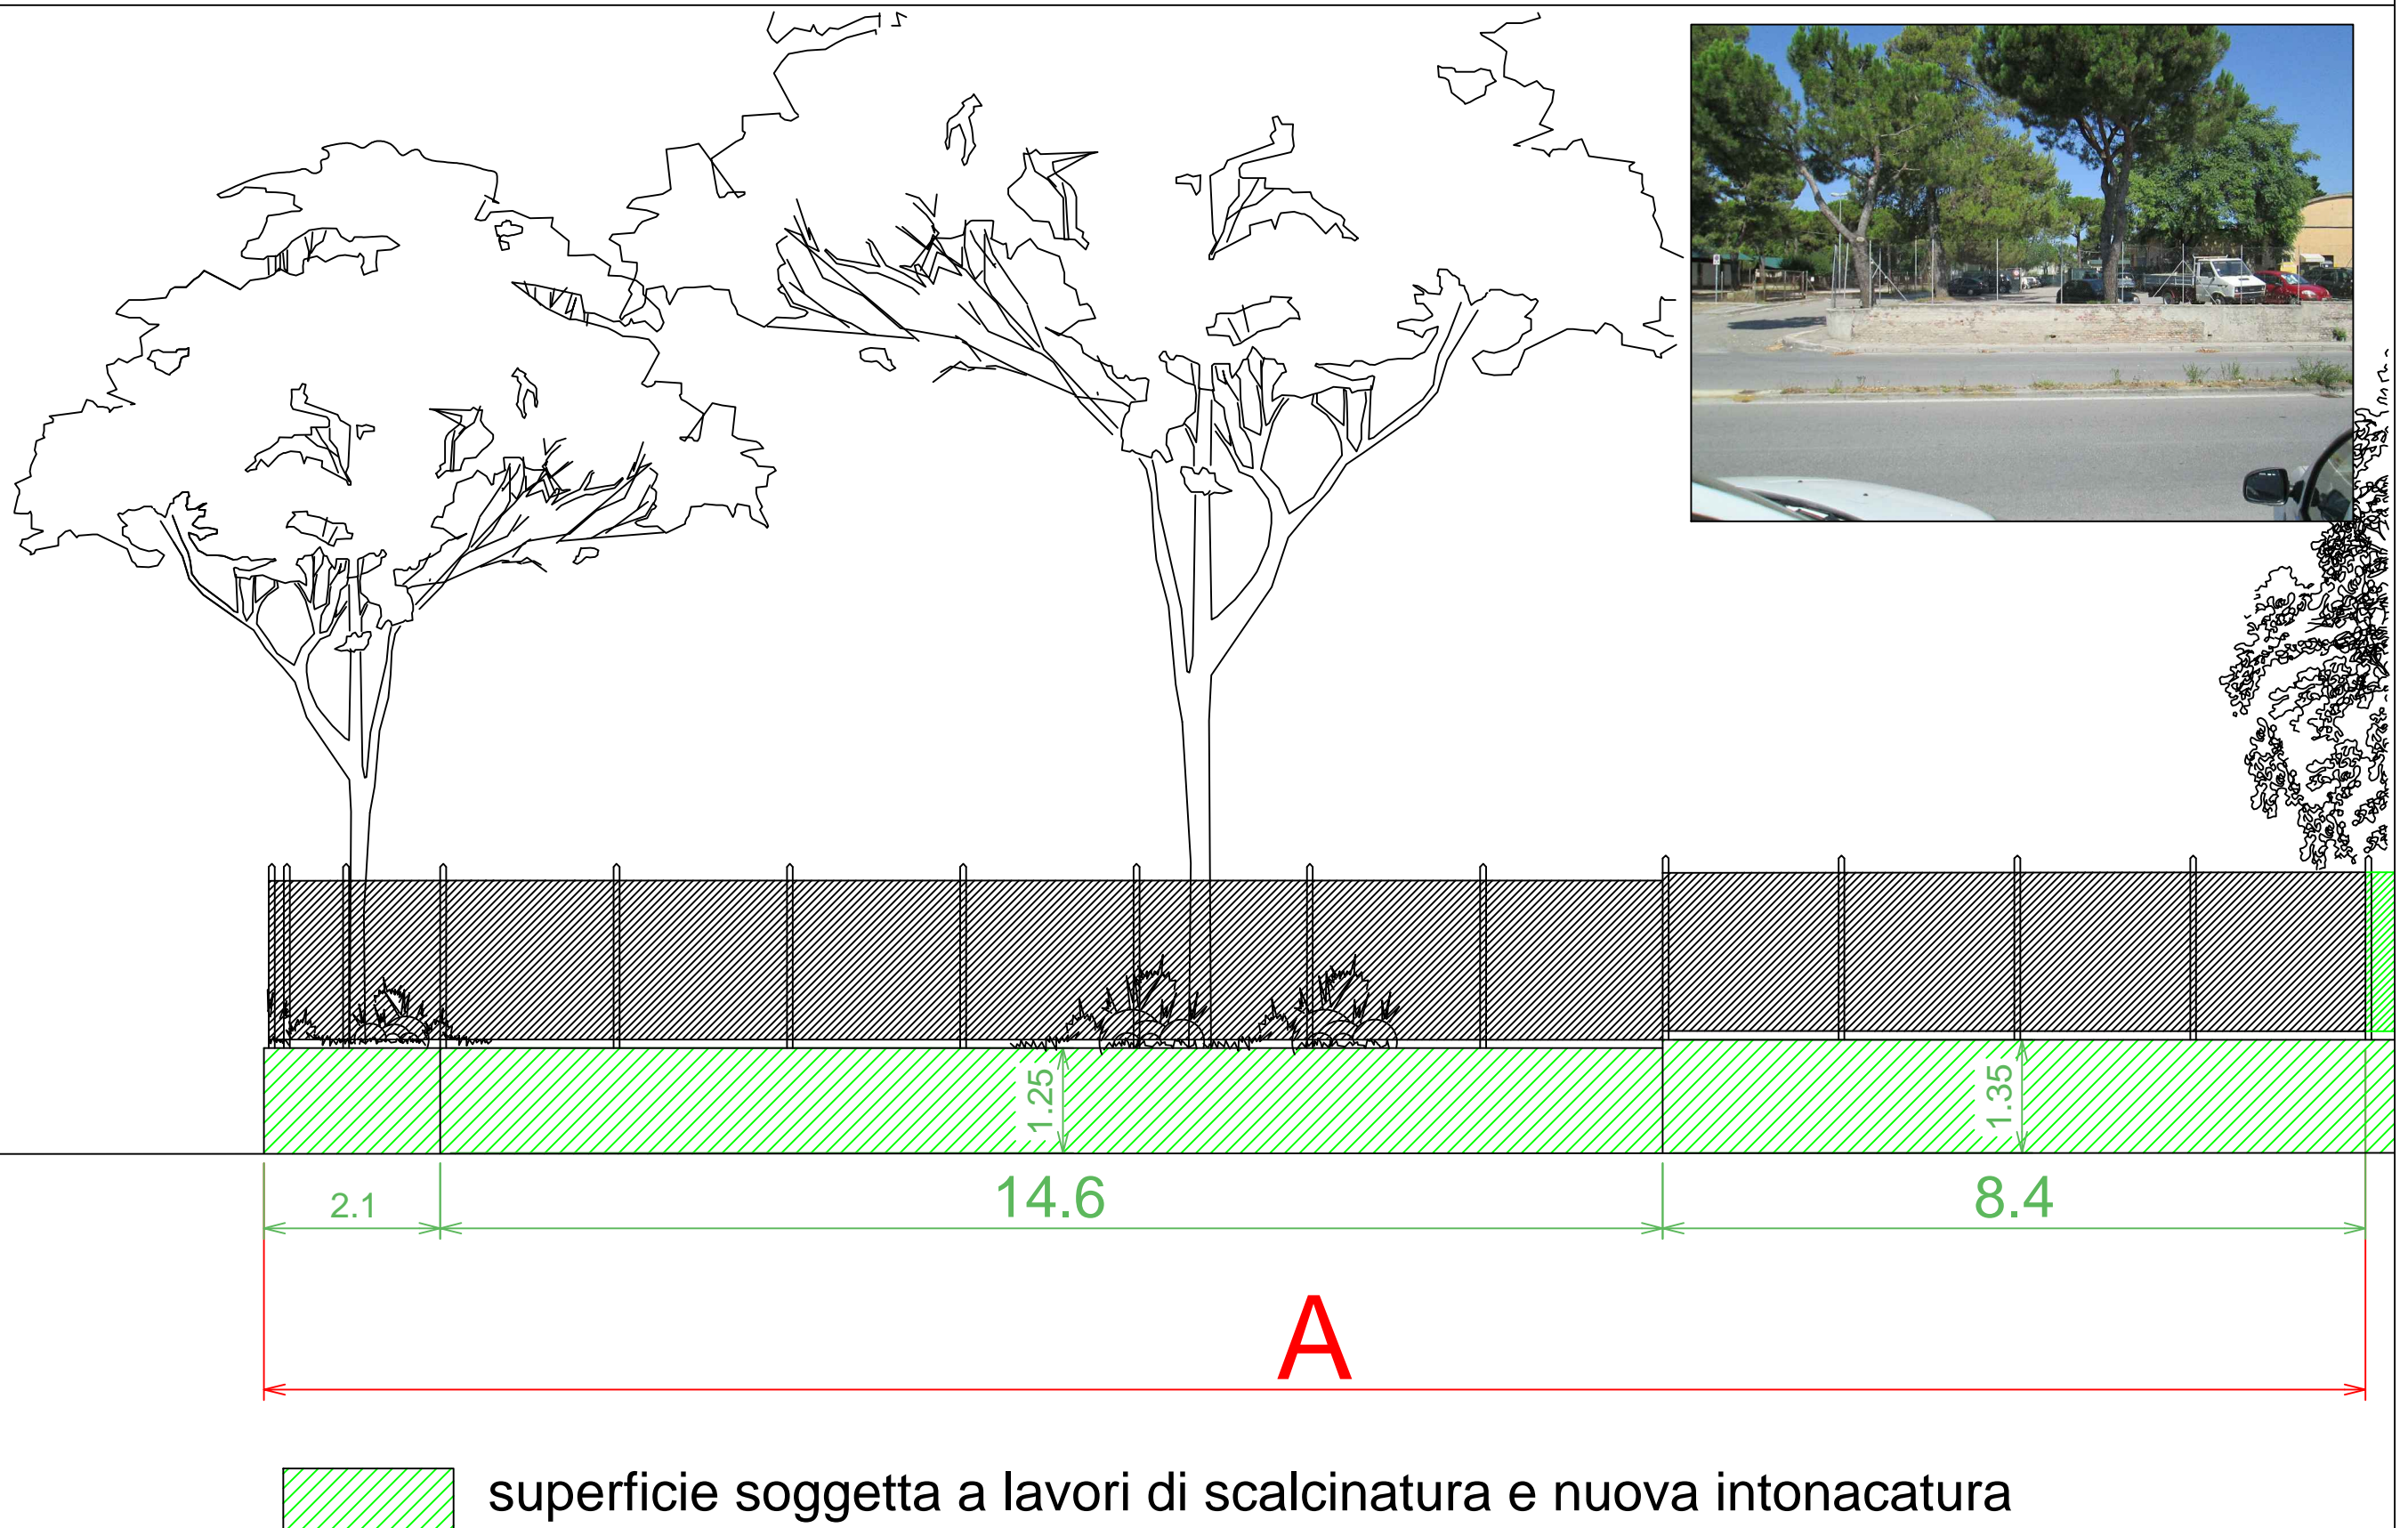 1.25
1.35
2.1
14.6
8.4
A
superficie soggetta a lavori di scalcinatura e nuova intonacatura